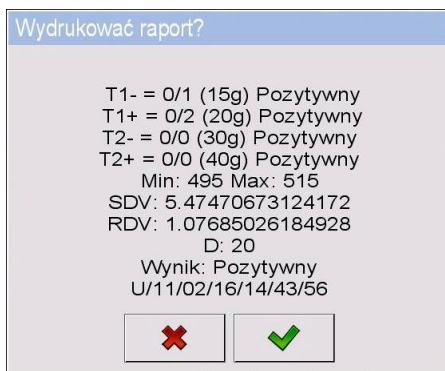 Wydrukować raport?
T1- = 0/1 (15g) Pozytywny
T1+ = 0/2 (20g) Pozytywny
T2- = 0/0 (30g) Pozytywny
T2+ = 0/0 (40g) Pozytywny
Min: 495 Max: 515
SDV: 5.47470673124172
RDV: 1.07685026184928
D: 20
Wynik: Pozytywny
U/11/02/16/14/43/56